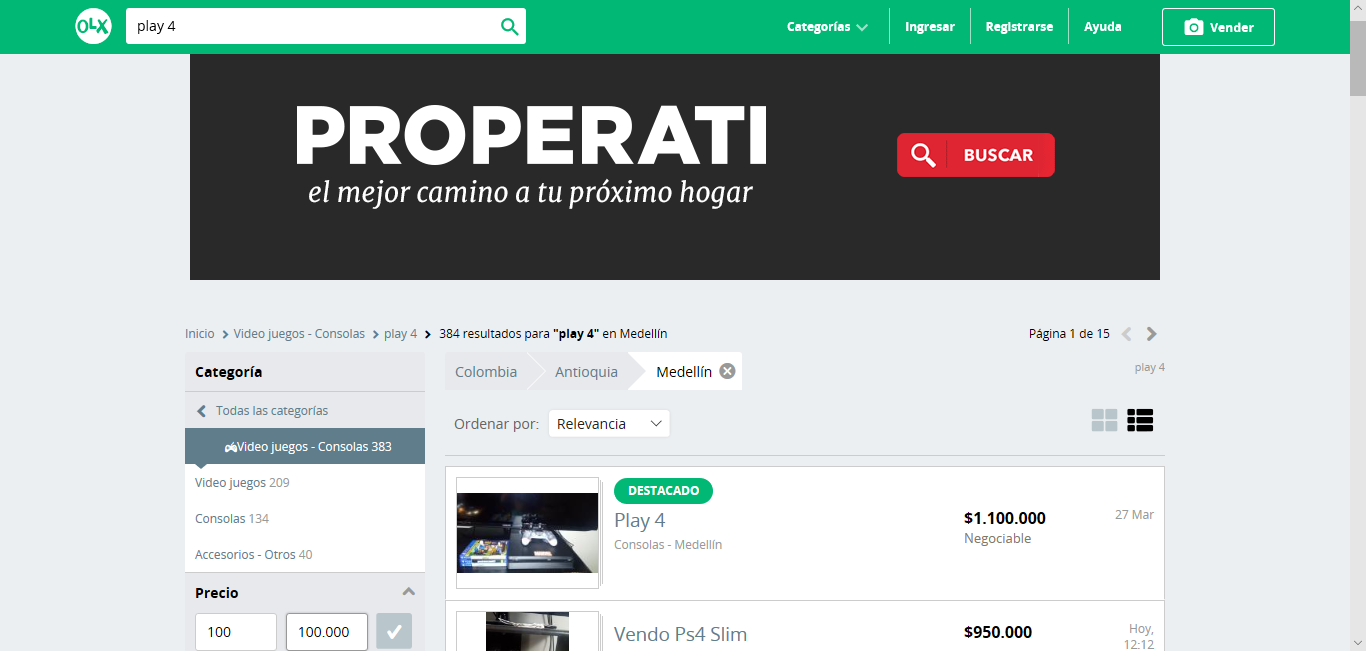 OLX
play 4
Categorías
Ingresar
Registrarse
Ayuda
Vender
PROPERATI
el mejor camino a tu próximo hogar
BUSCAR
Inicio > Video juegos - Consolas > play 4 > 384 resultados para "play 4" en Medellín
Página 1 de 15
Categoría
Todas las categorías
Video juegos - Consolas 383
Video juegos 209
Consolas 134
Accesorios - Otros 40
Precio
100
100.000
Colombia
Antioquia
Medellín
play 4
Ordenar por:
Relevancia
DESTACADO
Play 4
Consolas - Medellín
$1.100.000
Negociable
27 Mar
Vendo Ps4 Slim
$950.000
Hoy,
12:12